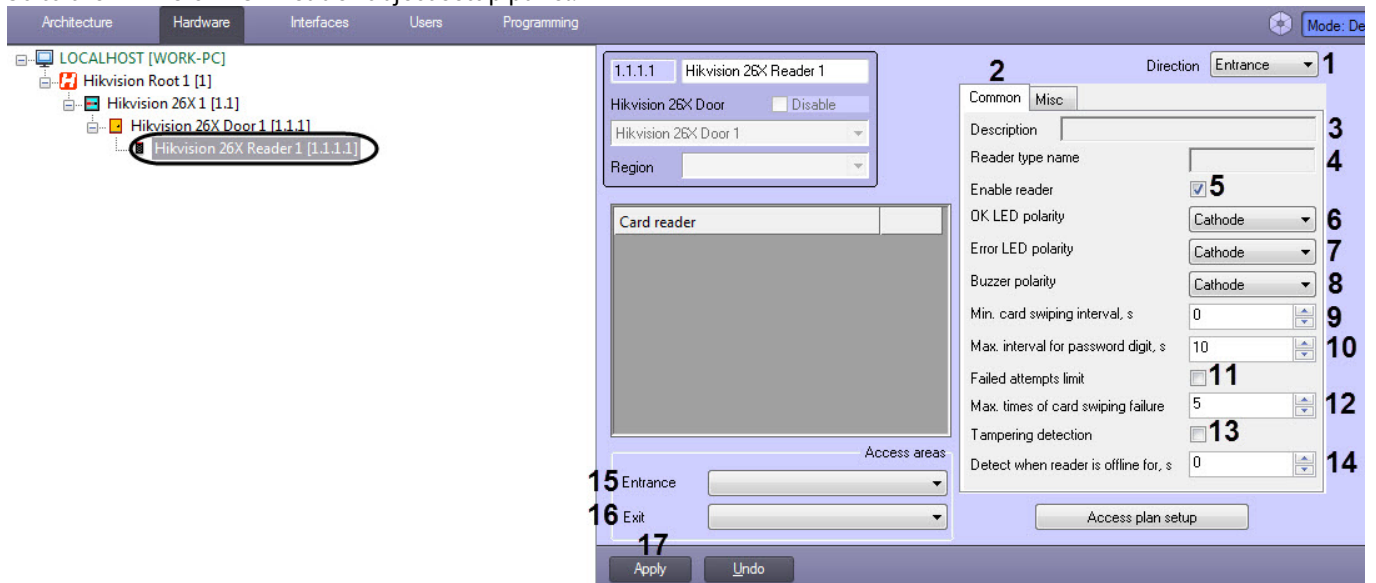 Architecture Hardware Interfaces Users Programming Mode: De
LOCALHOST [WORK-PC]
Hikvision Root 1 [1]
Hikvision 26X 1 [1.1]
Hikvision 26X Door 1 [1.1.1]
Hikvision 26X Reader 1 [1.1.1.1]
1.1.1.1 Hikvision 26X Reader 1
Hikvision 26X Door Disable
Hikvision 26X Door 1
Region
Card reader
Access areas
15 Entrance
16 Exit
17
Apply Undo
Direction Entrance 1
2
Common Misc
Description 3
Reader type name 4
Enable reader 5
OK LED polarity Cathode 6
Error LED polarity Cathode 7
Buzzer polarity Cathode 8
Min. card swiping interval, s 0 9
Max. interval for password digit, s 10 10
Failed attempts limit 11
Max. times of card swiping failure 5 12
Tampering detection 13
Detect when reader is offline for, s 0 14
Access plan setup